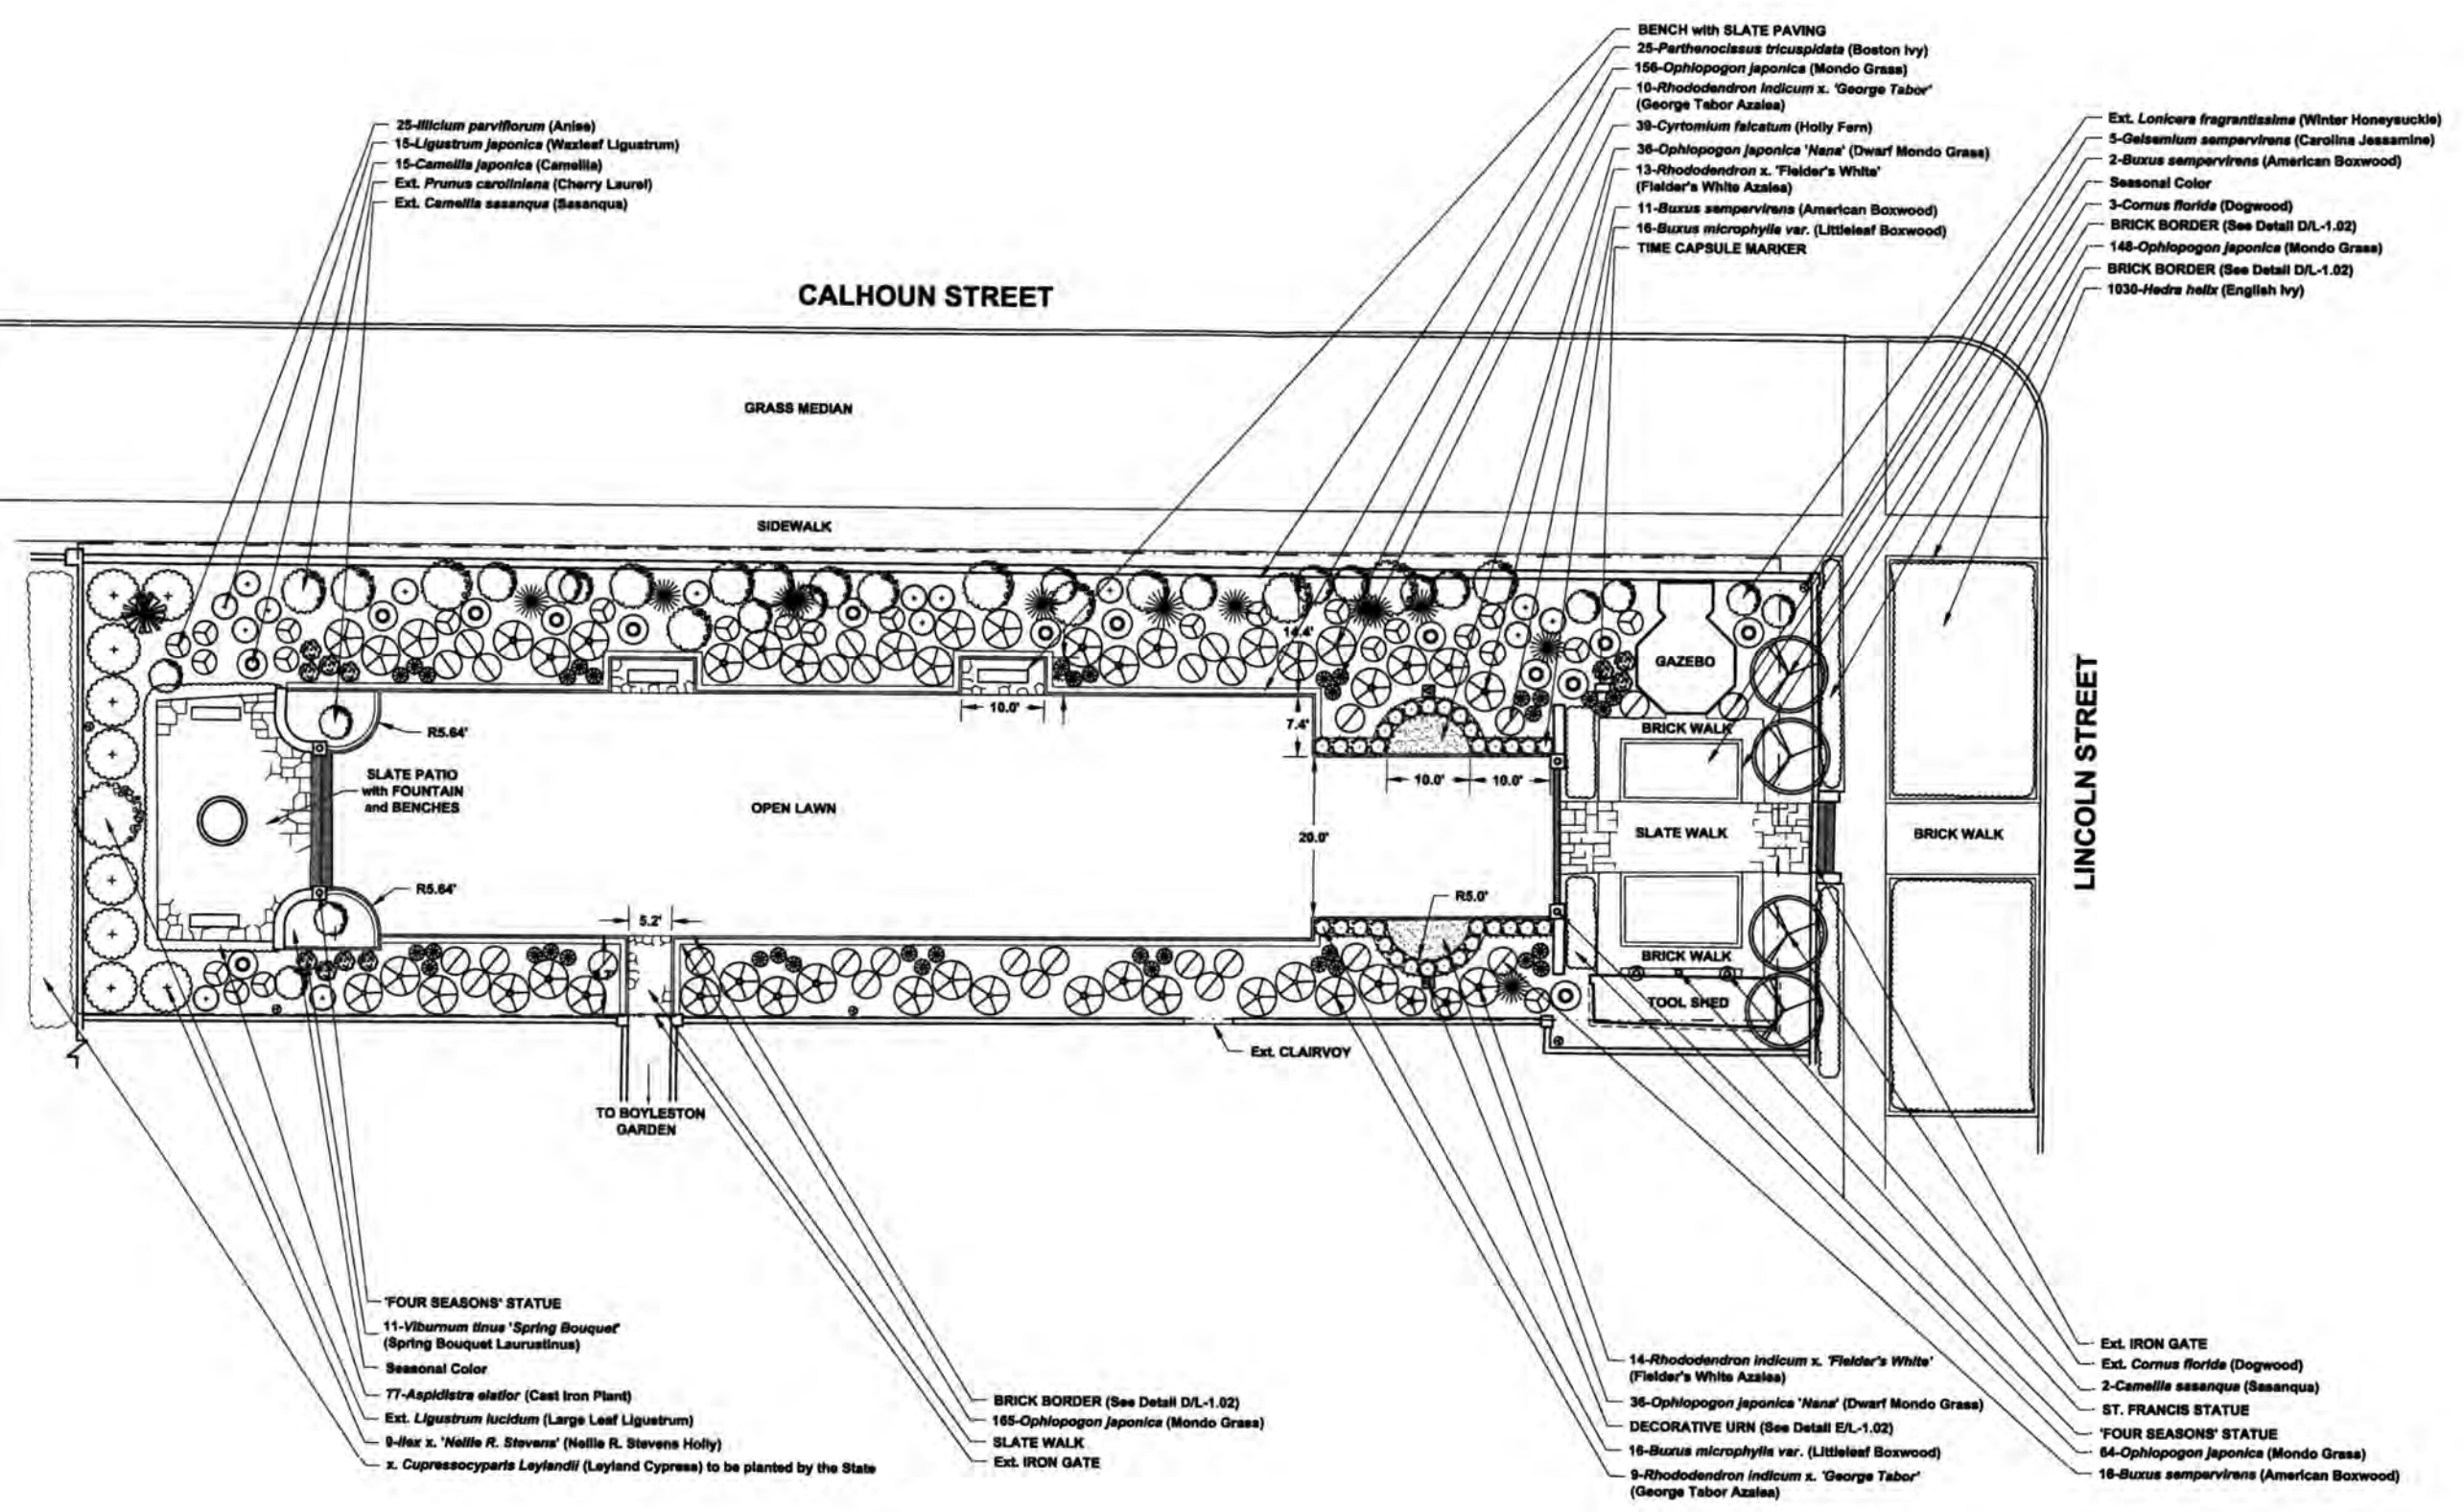 BENCH with SLATE PAVING
25-Parthenocissus tricuspidata (Boston Ivy)
156-Ophiopogon japonica (Mondo Grass)
10-Rhododendron indicum x. 'George Tabor'
(George Tabor Azalea)
39-Cyrtomium falcatum (Holly Fern)
36-Ophiopogon japonica 'Nana' (Dwarf Mondo Grass)
13-Rhododendron x. 'Fielder's White'
(Fielder's White Azalea)
11-Buxus sempervirens (American Boxwood)
16-Buxus microphylla var. (Littleleaf Boxwood)
TIME CAPSULE MARKER
25-Illicium parviflorum (Anise)
15-Ligustrum japonica (Waxleaf Ligustrum)
15-Camellia japonica (Camellia)
Ext. Prunus caroliniana (Cherry Laurel)
Ext. Camellia sasanqua (Sasanqua)
Ext. Lonicera fragrantissima (Winter Honeysuckle)
5-Gelsemium sempervirens (Carolina Jessamine)
2-Buxus sempervirens (American Boxwood)
Seasonal Color
3-Cornus florida (Dogwood)
BRICK BORDER (See Detail D/L-1.02)
148-Ophiopogon japonica (Mondo Grass)
BRICK BORDER (See Detail D/L-1.02)
1030-Hedra helix (English Ivy)
CALHOUN STREET
GRASS MEDIAN
SIDEWALK
14.4'
GAZEBO
10.0'
7.4'
R5.64'
BRICK WALK
SLATE PATIO
with FOUNTAIN
and BENCHES
10.0'
10.0'
OPEN LAWN
20.0'
SLATE WALK
BRICK WALK
LINCOLN STREET
R5.64'
R5.0'
5.2'
BRICK WALK
TOOL SHED
Ext. CLAIRVOY
TO BOYLESTON
GARDEN
'FOUR SEASONS' STATUE
11-Viburnum tinus 'Spring Bouquet'
(Spring Bouquet Laurustinus)
Seasonal Color
77-Aspidistra elatior (Cast Iron Plant)
Ext. Ligustrum lucidum (Large Leaf Ligustrum)
9-Ilex x. 'Nellie R. Stevens' (Nellie R. Stevens Holly)
x. Cupressocyparis Leylandii (Leyland Cypress) to be planted by the State
BRICK BORDER (See Detail D/L-1.02)
165-Ophiopogon japonica (Mondo Grass)
SLATE WALK
Ext. IRON GATE
14-Rhododendron indicum x. 'Fielder's White'
(Fielder's White Azalea)
36-Ophiopogon japonica 'Nana' (Dwarf Mondo Grass)
DECORATIVE URN (See Detail E/L-1.02)
16-Buxus microphylla var. (Littleleaf Boxwood)
9-Rhododendron indicum x. 'George Tabor'
(George Tabor Azalea)
Ext. IRON GATE
Ext. Cornus florida (Dogwood)
2-Camellia sasanqua (Sasanqua)
ST. FRANCIS STATUE
'FOUR SEASONS' STATUE
64-Ophiopogon japonica (Mondo Grass)
16-Buxus sempervirens (American Boxwood)